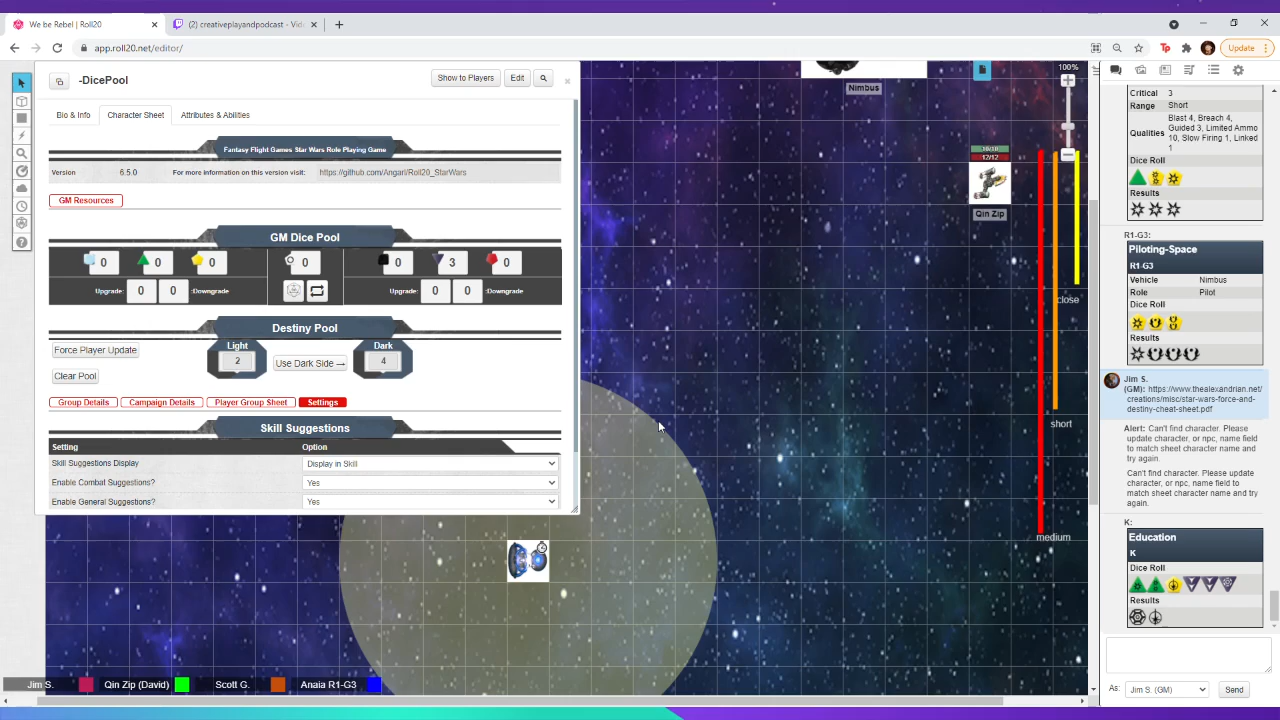 We be Rebel | Roll20
(2) creativeplayandpodcast - Vid
app.roll20.net/editor/
Update
-DicePool
Show to Players
Edit
Bio & Info
Character Sheet
Attributes & Abilities
Fantasy Flight Games Star Wars Role Playing Game
Version
6.5.0
For more information on this version visit:
https://github.com/Angarl/Roll20_StarWars
GM Resources
GM Dice Pool
0 0 0 0 0 3 0
Upgrade: 0 0 :Downgrade
Upgrade: 0 0 :Downgrade
Destiny Pool
Force Player Update
Light
2
Use Dark Side →
Dark
4
Clear Pool
Group Details
Campaign Details
Player Group Sheet
Settings
Skill Suggestions
Setting
Option
Skill Suggestions Display
Display in Skill
Enable Combat Suggestions?
Yes
Enable General Suggestions?
Yes
Nimbus
10/10
12/12
Qin Zip
close
short
medium
100%
Jim S.
Qin Zip (David)
Scott G.
Anaia R1-G3
Critical 3
Range Short
Qualities
Blast 4, Breach 4,
Guided 3, Limited Ammo
10, Slow Firing 1, Linked
1
Dice Roll
Results
R1-G3:
Piloting-Space
R1-G3
Vehicle Nimbus
Role Pilot
Dice Roll
Results
Jim S.
(GM): https://www.thealexandrian.net/
creations/misc/star-wars-force-and-
destiny-cheat-sheet.pdf
Alert: Can't find character. Please
update character, or npc, name field
to match sheet character name and
try again.
Can't find character. Please update
character, or npc, name field to
match sheet character name and try
again.
K:
Education
K
Dice Roll
Results
As:
Jim S. (GM)
Send